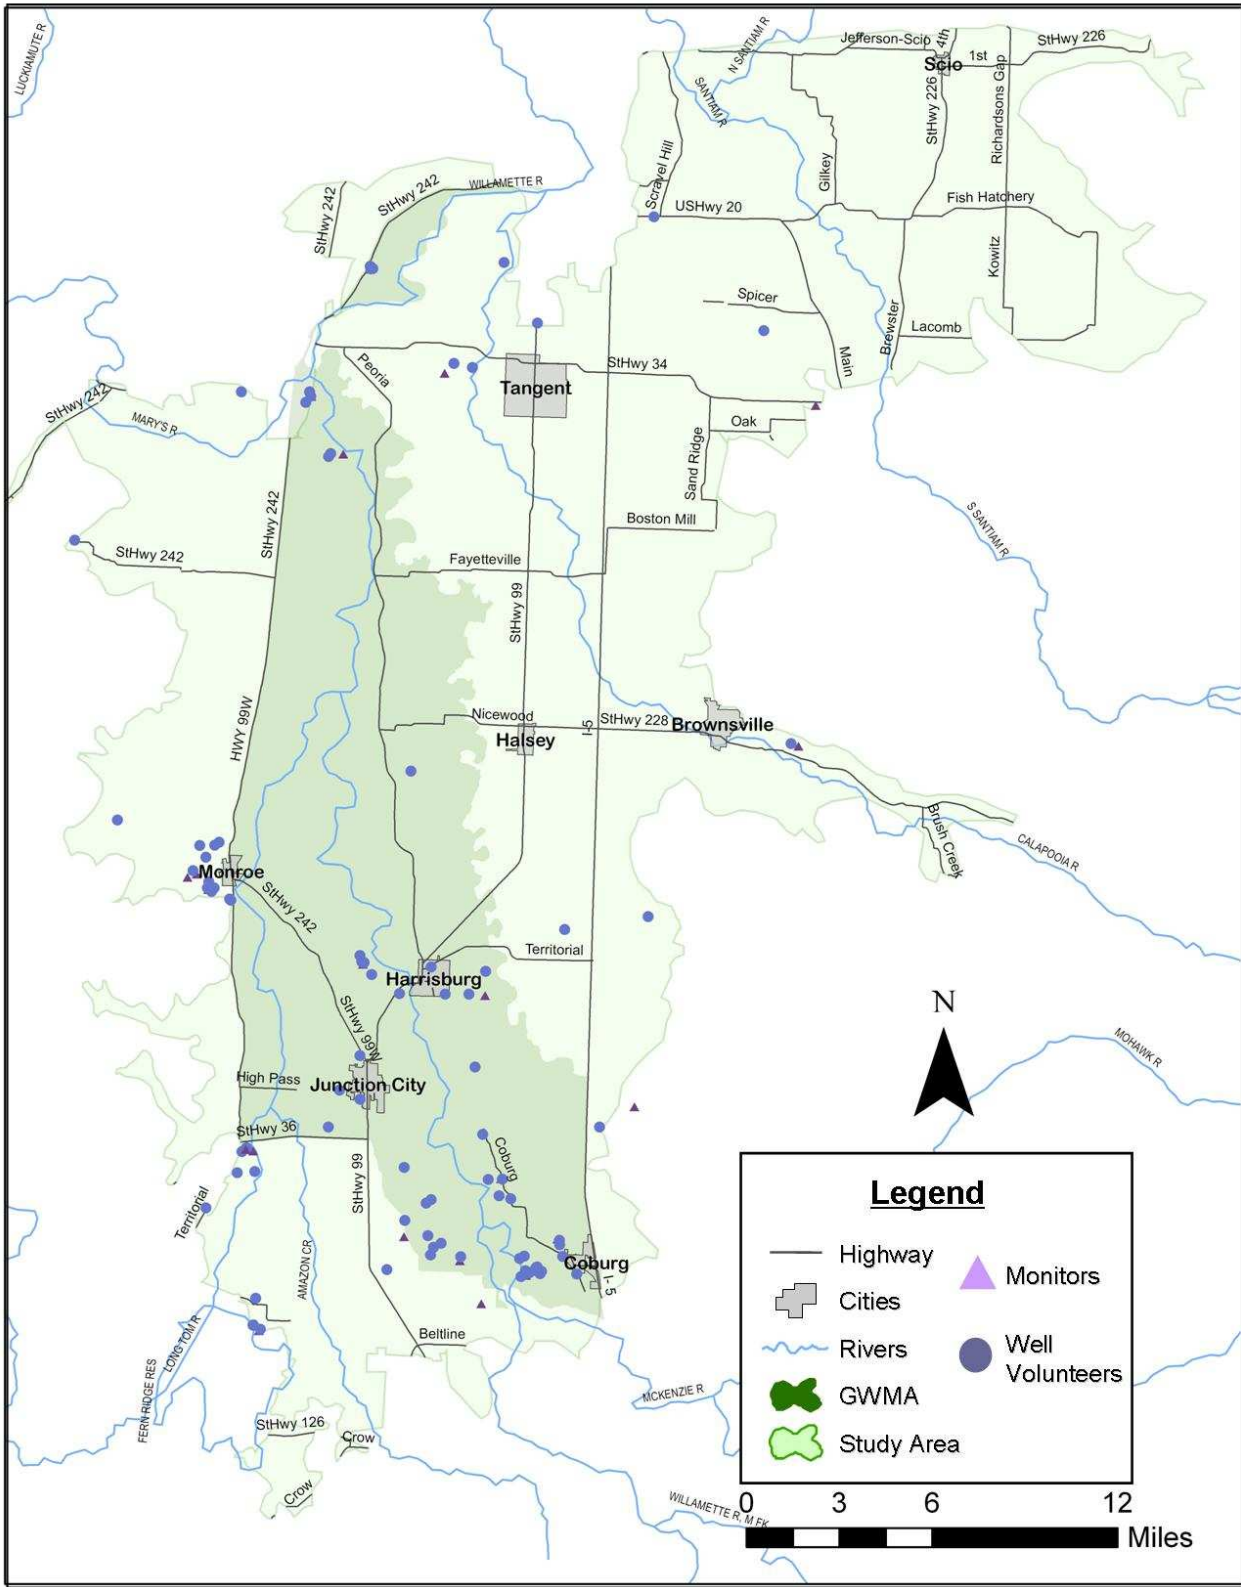 LUCKIAMUTE R
N SANTIAM R
SANTIAM R
Jefferson-Scio
4th
1st
StHwy 226
Scio
StHwy 226
Richardsons Gap
Scravel Hill
Gilkey
USHwy 20
Fish Hatchery
Kowitz
StHwy 242
StHwy 242
WILLAMETTE R
Spicer
Main
Brewster
Lacomb
Peoria
StHwy 34
Tangent
StHwy 242
MARY'S R
Oak
Sand Ridge
StHwy 242
Boston Mill
StHwy 242
Fayetteville
S SANTIAM R
StHwy 99
HWY 99W
Nicewood
I-5
StHwy 228
Brownsville
Halsey
Brush Creek
CALAPOOIA R
Monroe
StHwy 242
Territorial
Harrisburg
StHwy 99W
High Pass
Junction City
StHwy 36
StHwy 99
Coburg
MOHAWK R
Territorial
AMAZON CR
Coburg
I-5
LONG TOM R
FERN RIDGE RES
Beltline
MCKENZIE R
StHwy 126
Crow
Crow
WILLAMETTE R, M FK
N
Legend
Highway
Cities
Rivers
GWMA
Study Area
Monitors
Well
Volunteers
0 3 6 12
Miles